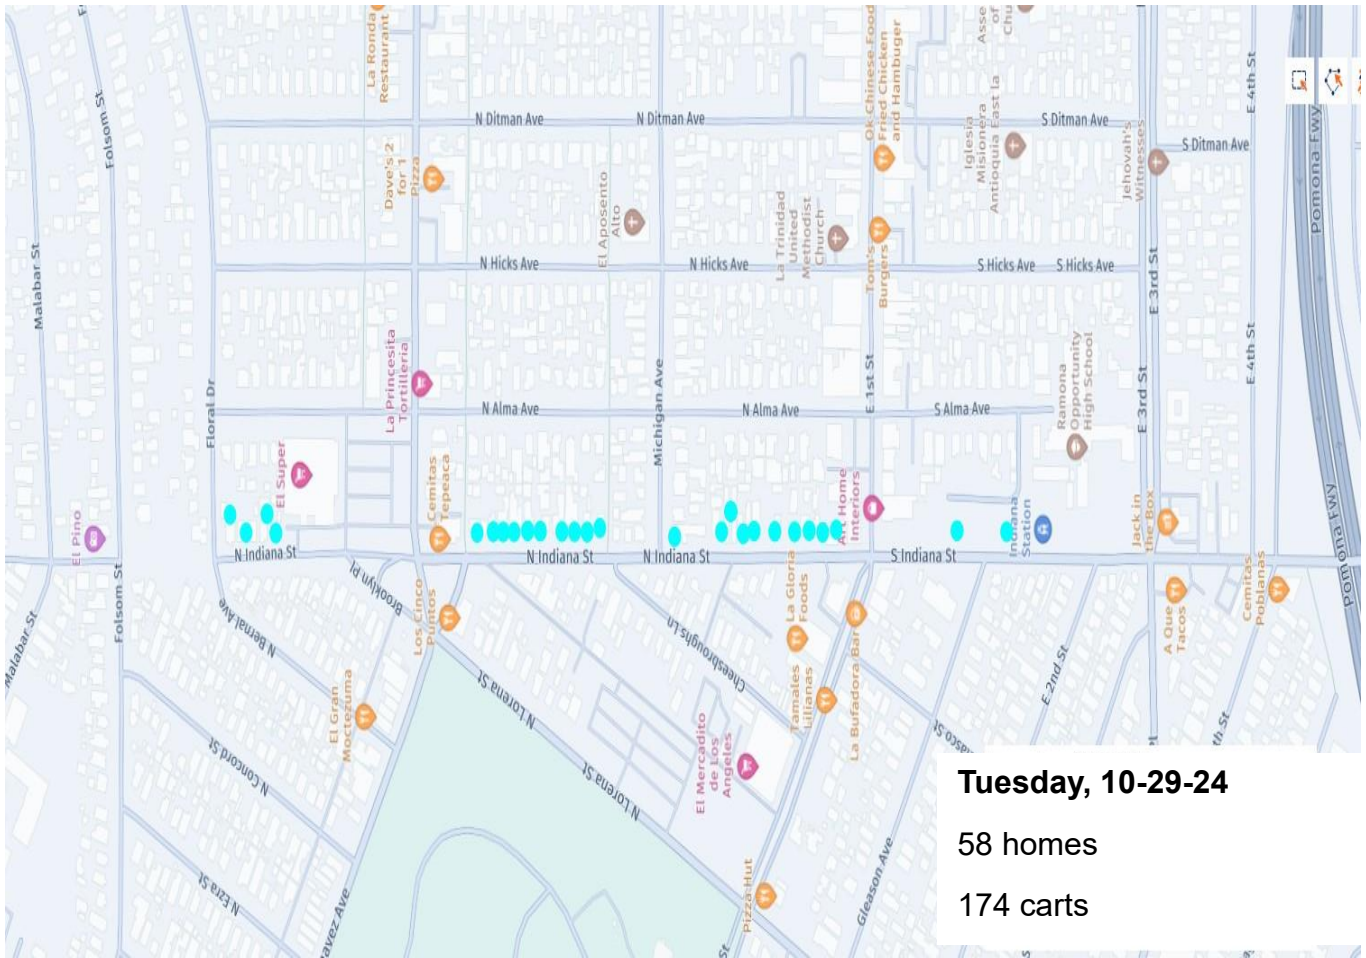 La Ronda
Restaurant
Folsom St
N Ditman Ave
N Ditman Ave
S Ditman Ave
S Ditman Ave
E 4th St
Pomona Fwy
Dave's 2
for 1
Pizza
Ok Chinese Food
Fried Chicken
and Hambuger
Iglesia
Misionera
Antioquia East la
Jehovah's
Witnesses
El Aposento
Alto
La Trinidad
United
Methodist
Church
Tom's
Burgers
Malabar St
N Hicks Ave
N Hicks Ave
S Hicks Ave
S Hicks Ave
E 3rd St
La Princesita
Tortilleria
Michigan Ave
E 1st St
E 4th St
Floral Dr
N Alma Ave
N Alma Ave
S Alma Ave
E 3rd St
Ramona
Opportunity
High School
El Super
Cemitas
Tepeaca
Art Home
Interiors
Indiana
Station
Jack in
the Box
El Pino
N Indiana St
N Indiana St
N Indiana St
S Indiana St
Pomona Fwy
Folsom St
Malabar St
N Bernal Ave
Brooklyn Pl
Los Cinco
Puntos
Cheesbroughs Ln
La Gloria
Foods
Tamales
Lilianas
La Bufadora Bar
A Que
Tacos
Cemitas
Poblanas
E 2nd St
El Gran
Moctezuma
N Lorena St
N Lorena St
N Concord St
El Mercadito
de Los
Angeles
N Ezra St
Pizza Hut
Gleason Ave
Tuesday, 10-29-24
58 homes
174 carts